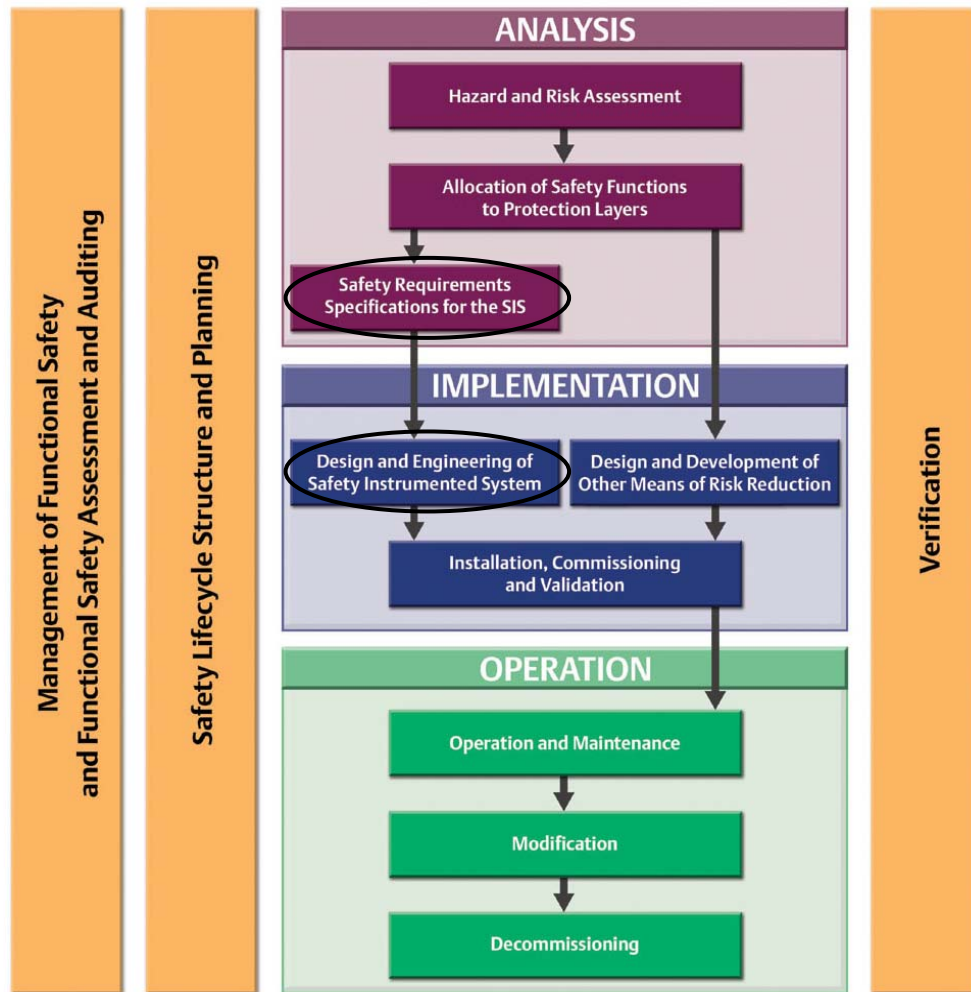 Management of Functional Safety
and Functional Safety Assessment and Auditing
Safety Lifecycle Structure and Planning
ANALYSIS
Hazard and Risk Assessment
Allocation of Safety Functions
to Protection Layers
Safety Requirements
Specifications for the SIS
IMPLEMENTATION
Design and Engineering of
Safety Instrumented System
Design and Development of
Other Means of Risk Reduction
Installation, Commissioning
and Validation
OPERATION
Operation and Maintenance
Modification
Decommissioning
Verification